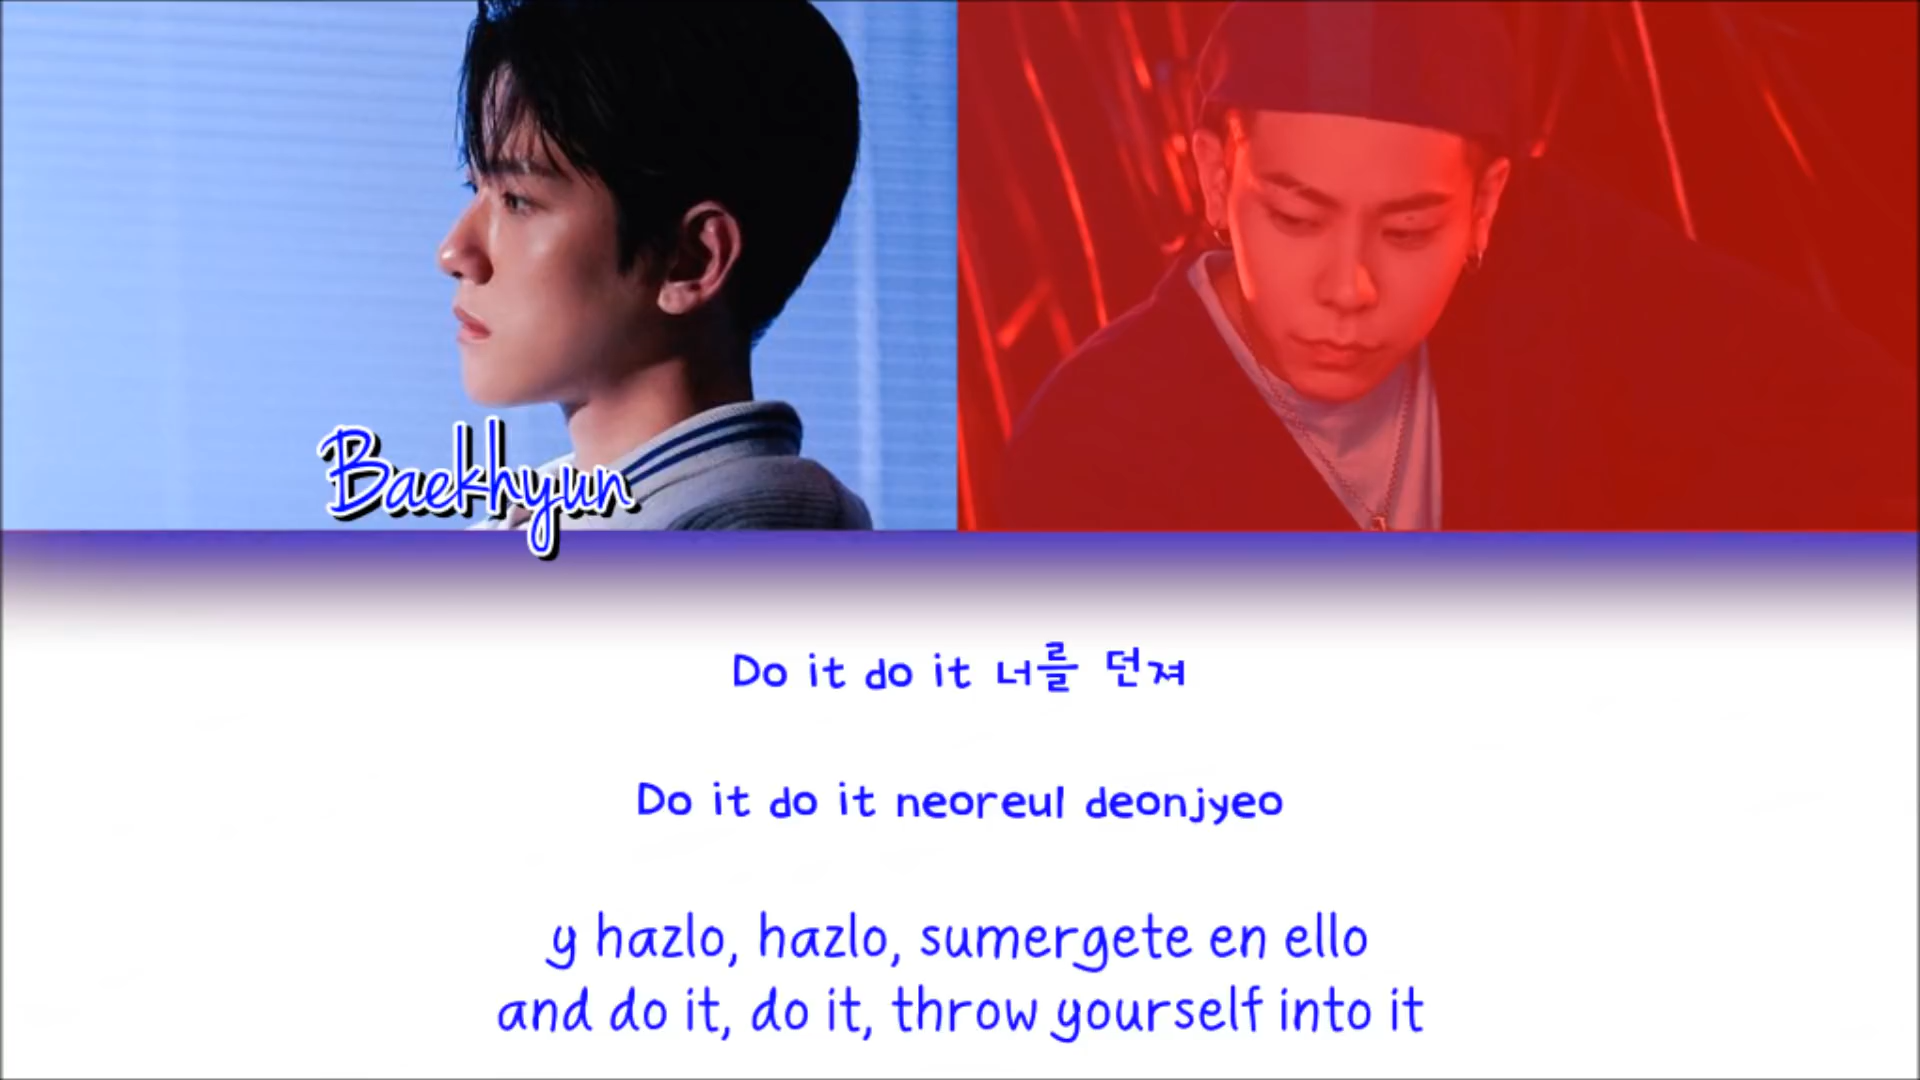 Baekhyun
Do it do it 너를 던져
Do it do it neoreul deonjyeo
y hazlo, hazlo, sumergete en ello
and do it, do it, throw yourself into it